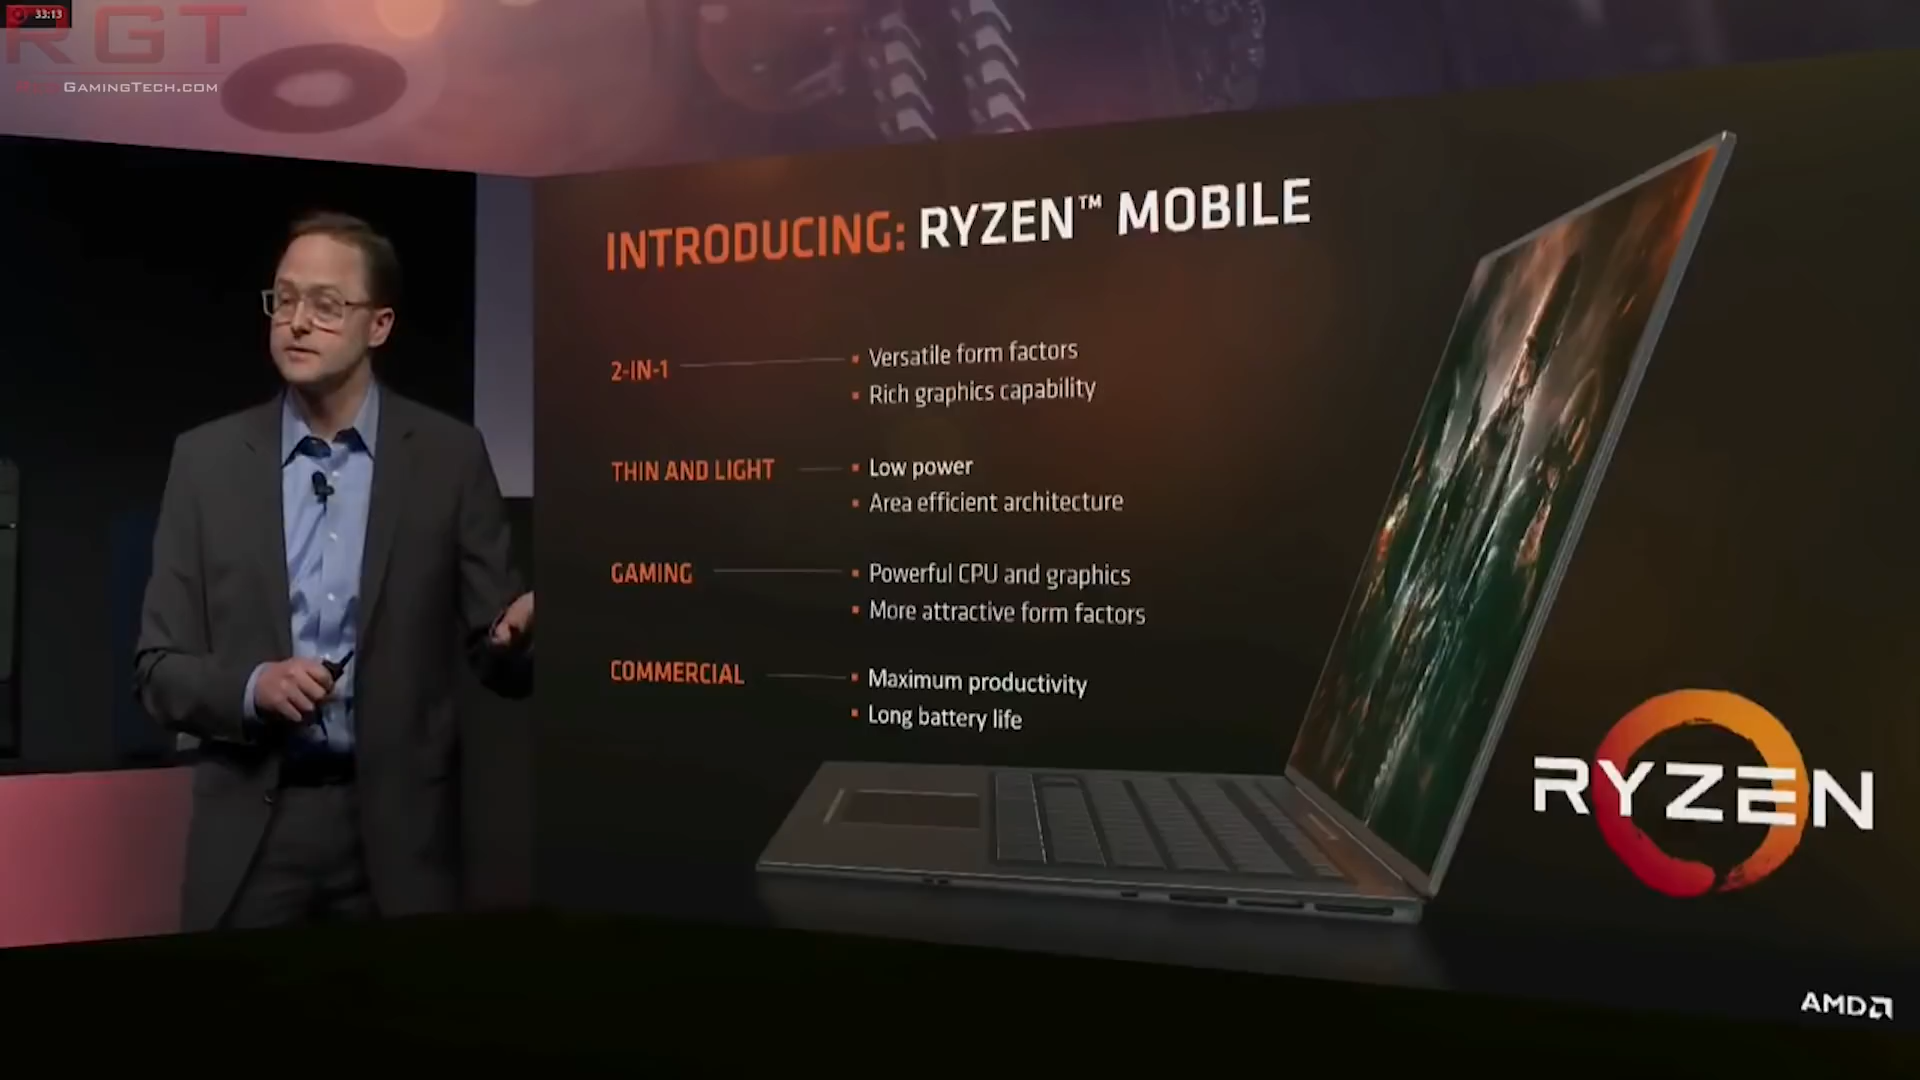 33:13
RGT
REDGAMINGTECH.COM
INTRODUCING: RYZEN™ MOBILE
2-IN-1
▪ Versatile form factors
▪ Rich graphics capability
THIN AND LIGHT
▪ Low power
▪ Area efficient architecture
GAMING
▪ Powerful CPU and graphics
▪ More attractive form factors
COMMERCIAL
▪ Maximum productivity
▪ Long battery life
RYZEN
AMD